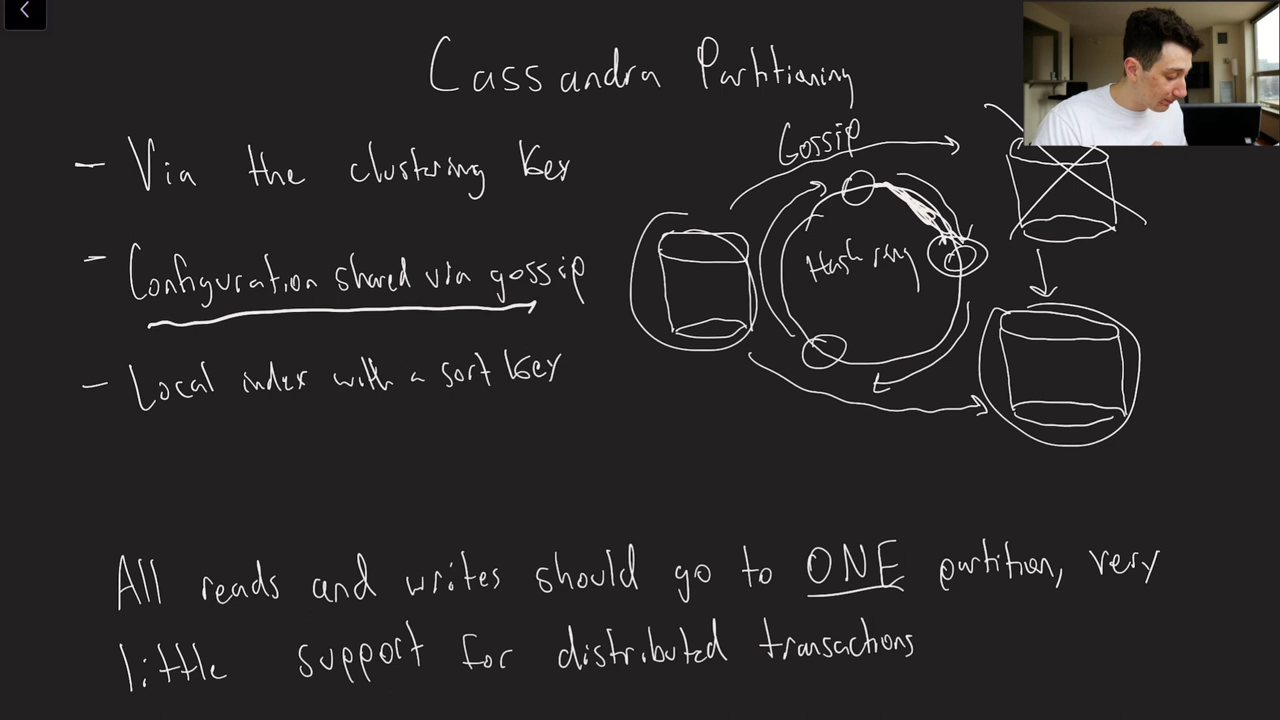 Cassandra Partitioning
- Via the clustering key
- Configuration shared via gossip
- Local index with a sort key
Gossip
Hash ring
All reads and writes should go to ONE partition, very
little support for distributed transactions